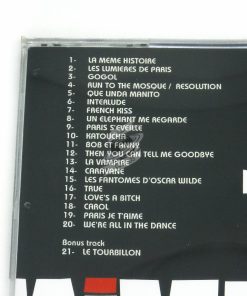 1- LA MEME HISTOIRE
2- LES LUMIERES DE PARIS
3- GOGOL
4- RUN TO THE MOSQUE / RESOLUTION
5- QUE LINDA MANITO
6- INTERLUDE
7- FRENCH KISS
8- UN ELEPHANT ME REGARDE
9- PARIS S'EVEILLE
10- KATOUCHA
11- BOB ET FANNY
12- THEN YOU CAN TELL ME GOODBYE
13- LA VAMPIRE
14- CARAVANE
15- LES FANTOMES D'OSCAR WILDE
16- TRUE
17- LOVE'S A BITCH
18- CAROL
19- PARIS JE T'AIME
20- WE'RE ALL IN THE DANCE
Bonus track
21- LE TOURBILLON